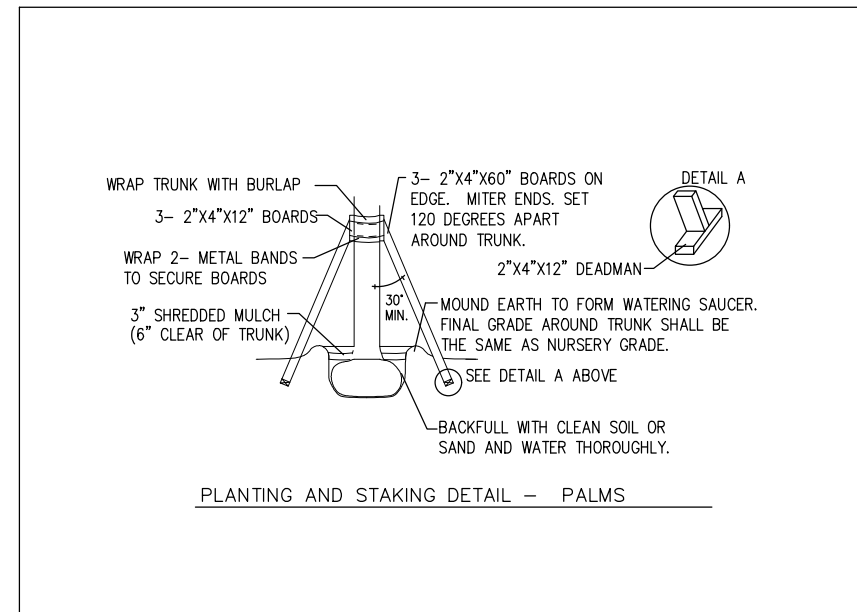 WRAP TRUNK WITH BURLAP
3- 2"X4"X12" BOARDS
WRAP 2- METAL BANDS
TO SECURE BOARDS
3" SHREDDED MULCH
(6" CLEAR OF TRUNK)
3- 2"X4"X60" BOARDS ON
EDGE. MITER ENDS. SET
120 DEGREES APART
AROUND TRUNK.
DETAIL A
2"X4"X12" DEADMAN
30°
MIN.
MOUND EARTH TO FORM WATERING SAUCER.
FINAL GRADE AROUND TRUNK SHALL BE
THE SAME AS NURSERY GRADE.
SEE DETAIL A ABOVE
BACKFULL WITH CLEAN SOIL OR
SAND AND WATER THOROUGHLY.
PLANTING AND STAKING DETAIL - PALMS